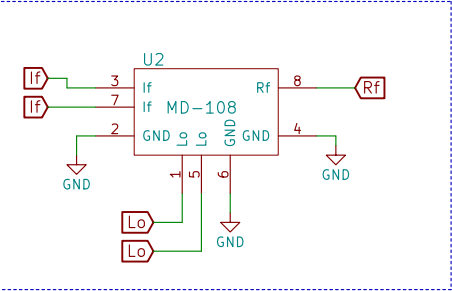 U2
If 3 If Rf 8 Rf
If 7 If MD-108
2 GND GND 4
Lo Lo GND
GND GND
1 5 6
Lo
GND
Lo